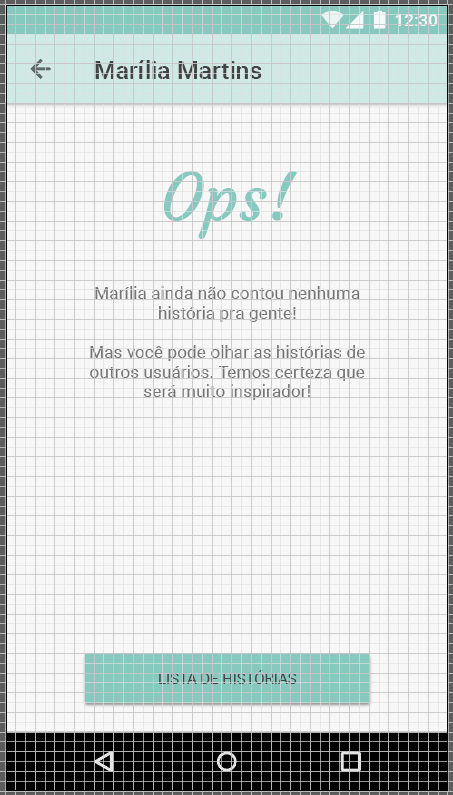 12:30
Marília Martins
Ops!
Marília ainda não contou nenhuma
história pra gente!
Mas você pode olhar as histórias de
outros usuários. Temos certeza que
será muito inspirador!
LISTA DE HISTÓRIAS